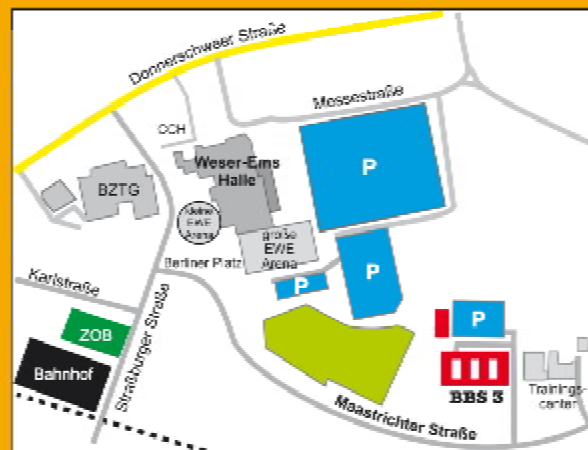 Donnerschweer Straße
Messestraße
CCH
Weser-Ems
Halle
P
BZTG
kleine
EWE
Arena
große
EWE
Arena
Berliner Platz
P
P
Karlstraße
ZOB
Bahnhof
Straßburger Straße
P
BBS 3
Trainings-
center
Maastrichter Straße